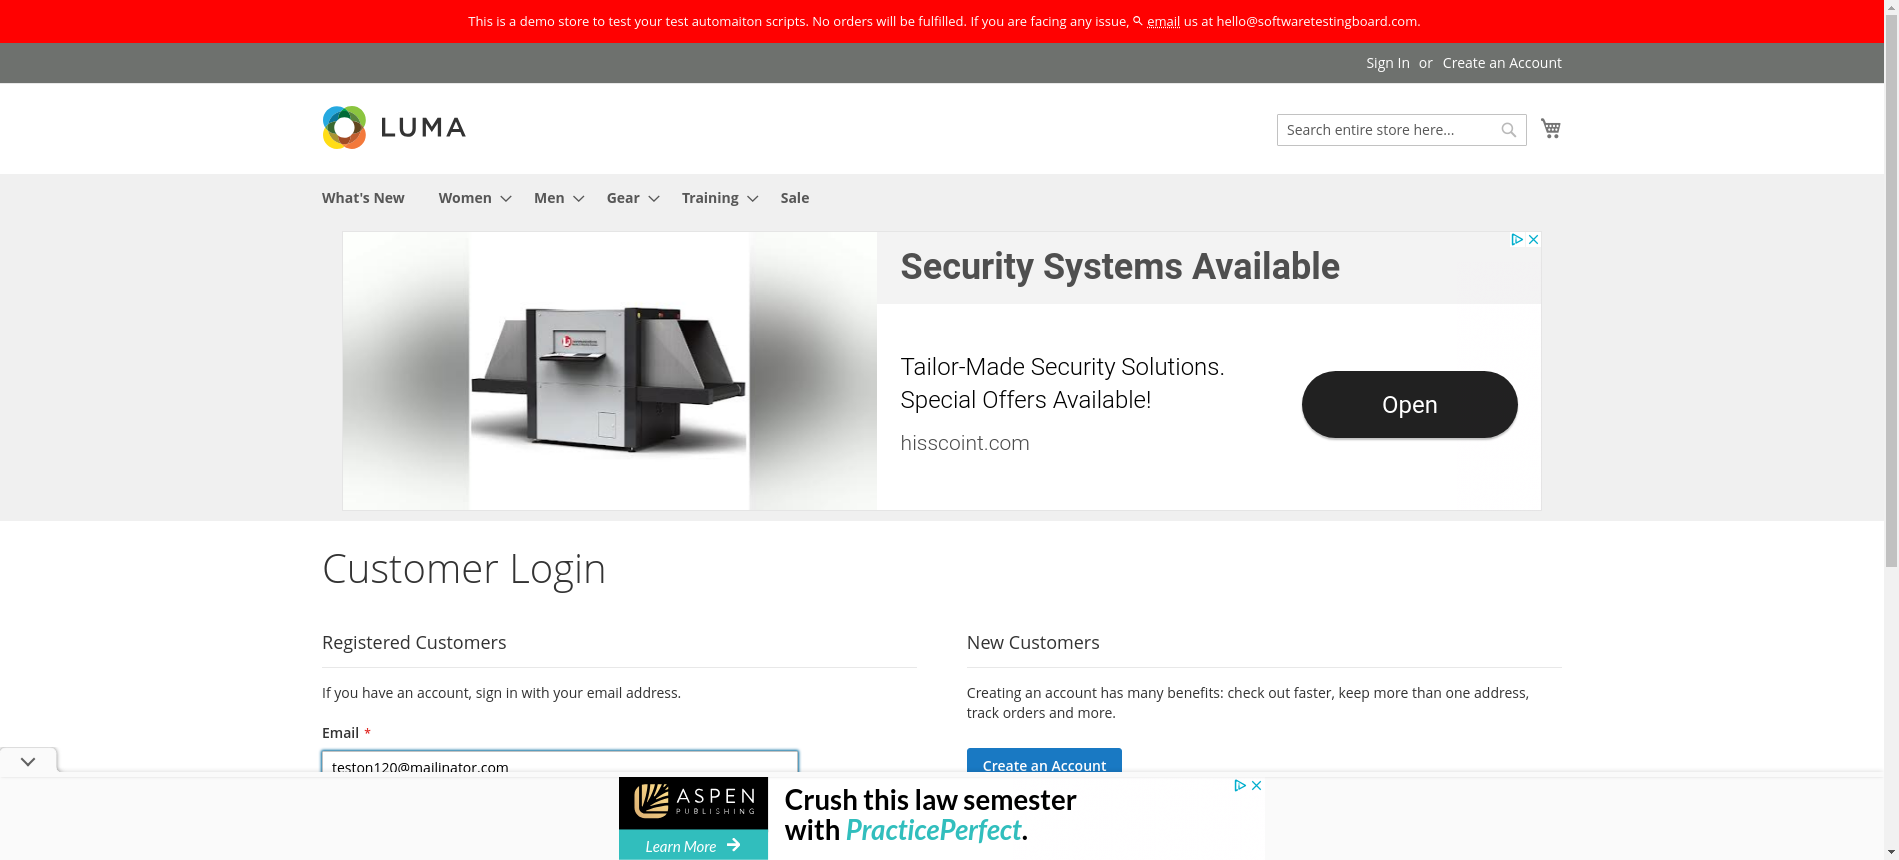 This is a demo store to test your test automaiton scripts. No orders will be fulfilled. If you are facing any issue, email us at hello@softwaretestingboard.com.
Sign In or Create an Account
LUMA
Search entire store here...
What's New Women Men Gear Training Sale
Security Systems Available
Tailor-Made Security Solutions.
Special Offers Available!
hisscoint.com
Open
Customer Login
Registered Customers
If you have an account, sign in with your email address.
Email *
teston120@mailinator.com
New Customers
Creating an account has many benefits: check out faster, keep more than one address,
track orders and more.
Create an Account
ASPEN
PUBLISHING
Learn More
Crush this law semester
with PracticePerfect.